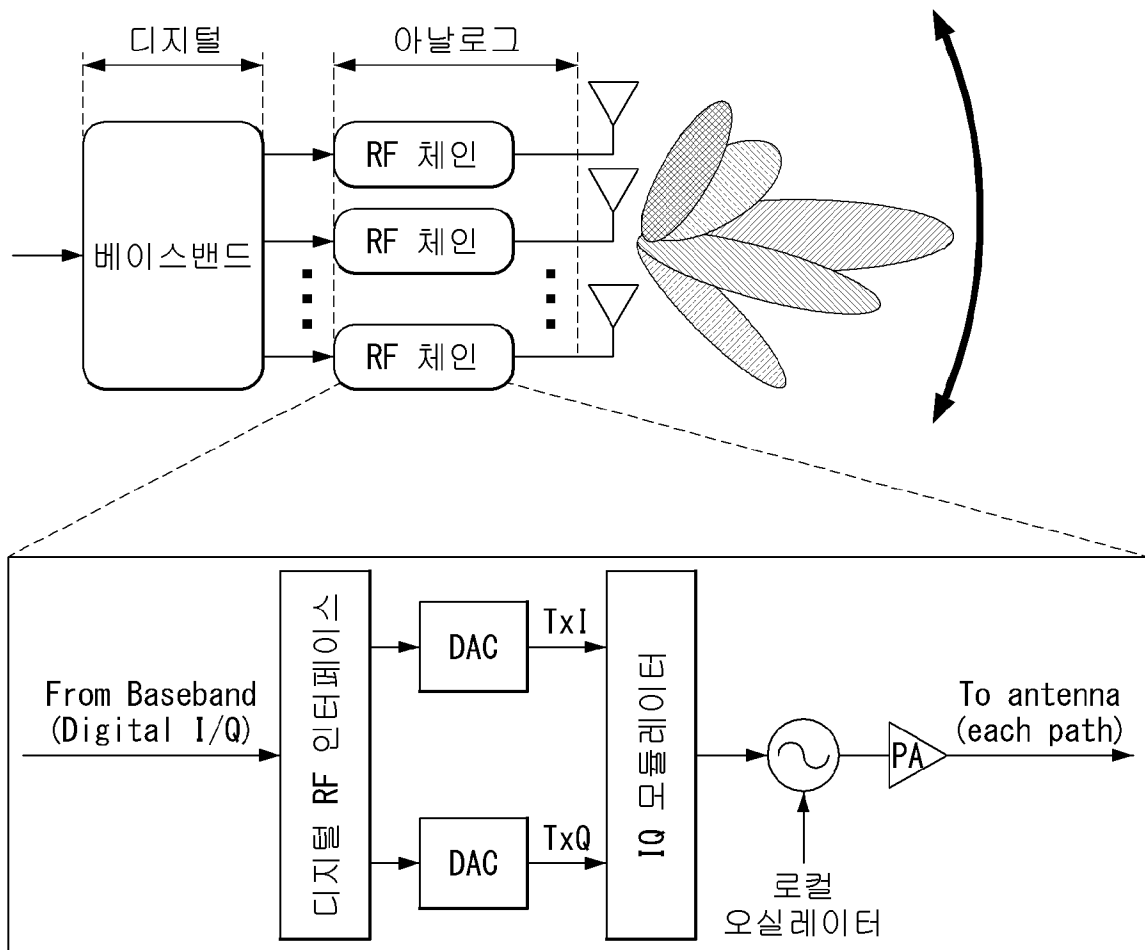 디지털
아날로그
베이스밴드
RF 체인
RF 체인
RF 체인
From Baseband
(Digital I/Q)
디지털 RF 인터페이스
DAC
TxI
DAC
TxQ
IQ 모듈레이터
로컬
오실레이터
PA
To antenna
(each path)